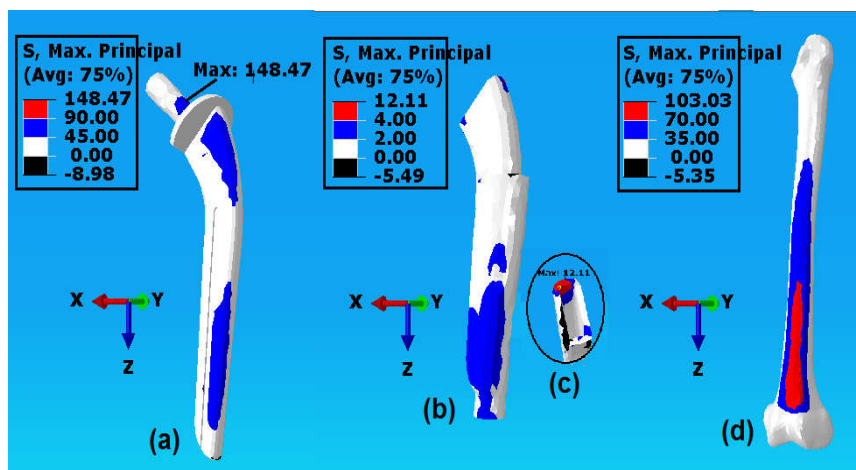 S, Max. Principal
(Avg: 75%)
148.47
90.00
45.00
0.00
-8.98
Max: 148.47
X
Y
Z
(a)
S, Max. Principal
(Avg: 75%)
12.11
4.00
2.00
0.00
-5.49
X
Y
Z
(b)
Max: 12.11
(c)
S, Max. Principal
(Avg: 75%)
103.03
70.00
35.00
0.00
-5.35
X
Y
Z
(d)